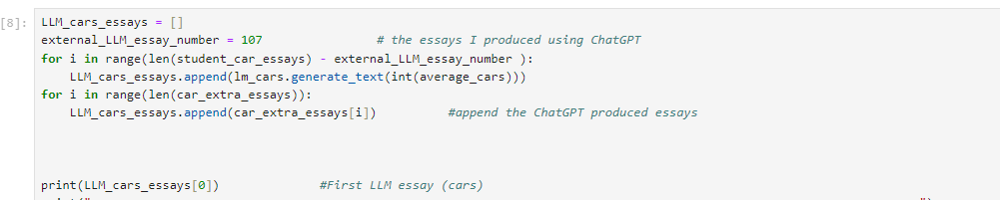 [8]:
LLM_cars_essays = []
external_LLM_essay_number = 107 # the essays I produced using ChatGPT
for i in range(len(student_car_essays) - external_LLM_essay_number ):
LLM_cars_essays.append(lm_cars.generate_text(int(average_cars)))
for i in range(len(car_extra_essays)):
LLM_cars_essays.append(car_extra_essays[i]) #append the ChatGPT produced essays
print(LLM_cars_essays[0]) #First LLM essay (cars)